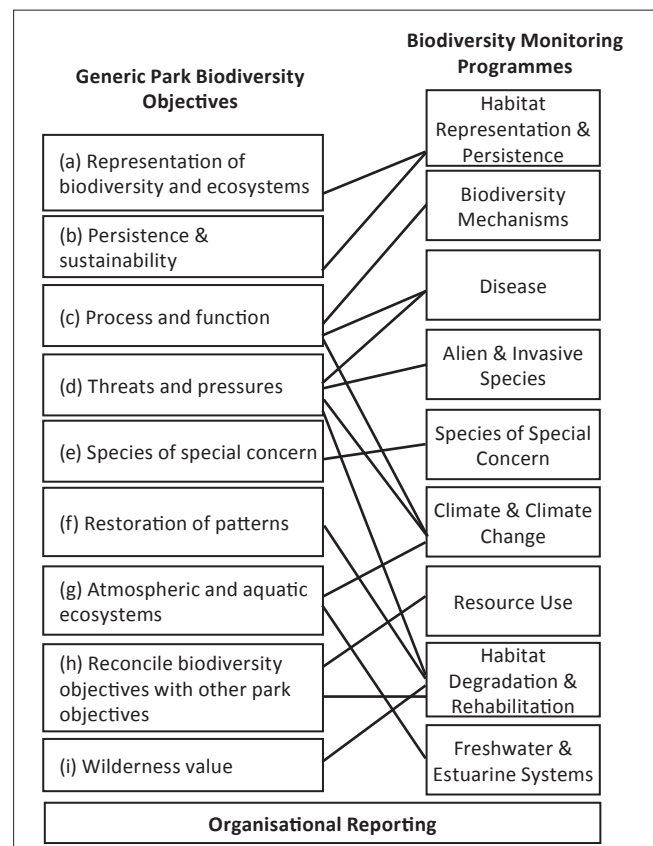 Generic Park Biodiversity
Objectives
(a) Representation of
biodiversity and ecosystems
(b) Persistence &
sustainability
(c) Process and function
(d) Threats and pressures
(e) Species of special concern
(f) Restoration of patterns
(g) Atmospheric and aquatic
ecosystems
(h) Reconcile biodiversity
objectives with other park
objectives
(i) Wilderness value
Biodiversity Monitoring
Programmes
Habitat
Representation &
Persistence
Biodiversity
Mechanisms
Disease
Alien & Invasive
Species
Species of Special
Concern
Climate & Climate
Change
Resource Use
Habitat
Degradation &
Rehabilitation
Freshwater &
Estuarine Systems
Organisational Reporting